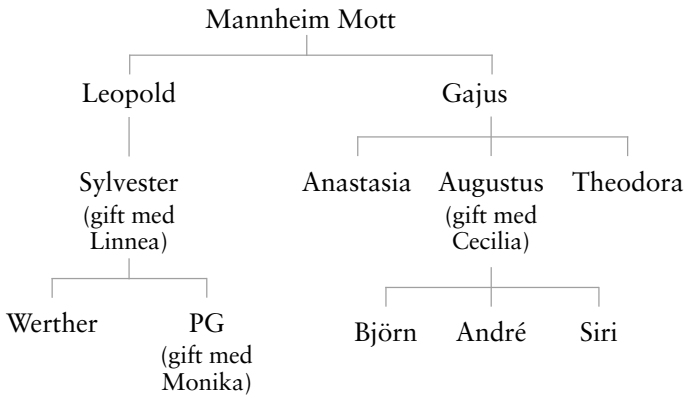 Mannheim Mott
Leopold Gajus
Sylvester Anastasia Augustus Theodora
(gift med (gift med
Linnea) Cecilia)
Werther PG Björn André Siri
(gift med
Monika)